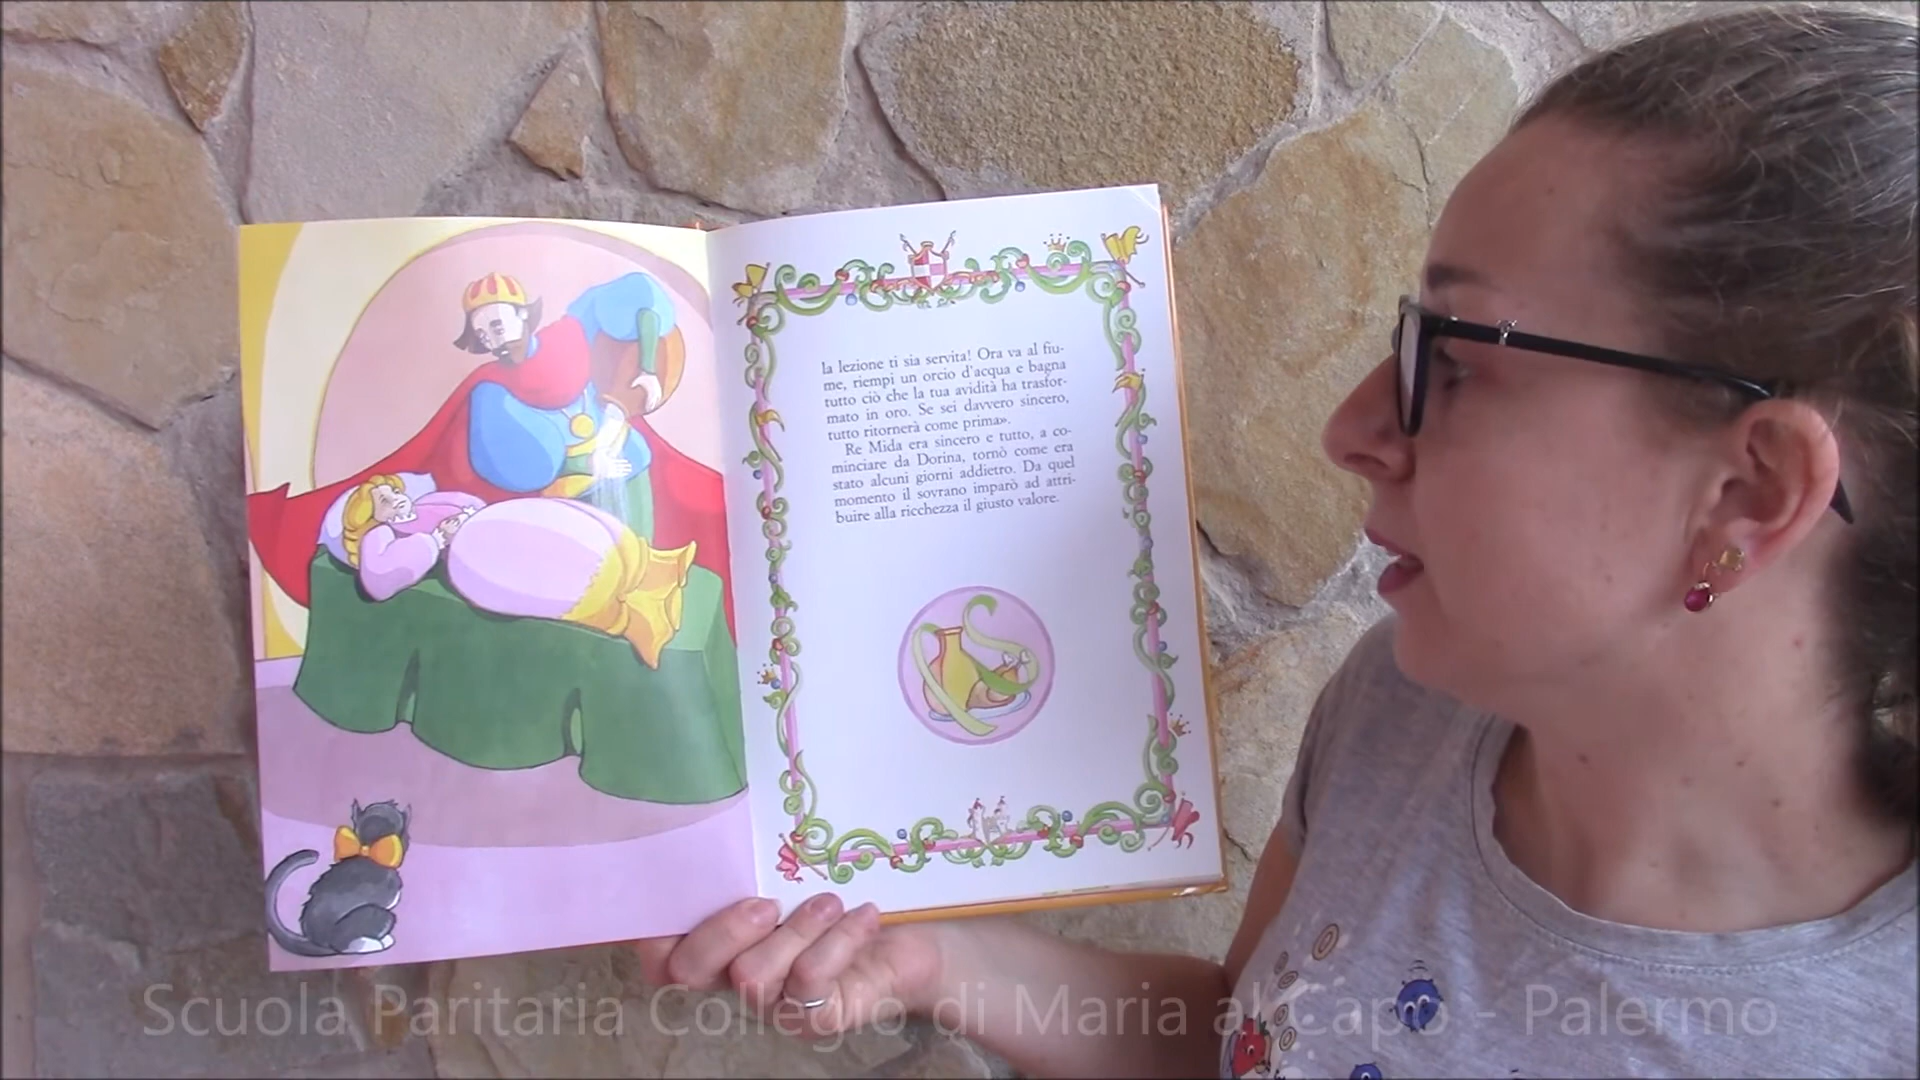 la lezione ti sia servita! Ora va al fiu-
me, riempi un orcio d'acqua e bagna
tutto ciò che la tua avidità ha trasfor-
mato in oro. Se sei davvero sincero,
tutto ritornerà come prima».
Re Mida era sincero e tutto, a co-
minciare da Dorina, tornò come era
stato alcuni giorni addietro. Da quel
momento il sovrano imparò ad attri-
buire alla ricchezza il giusto valore.
Scuola Paritaria Collegio di Maria al Capo - Palermo